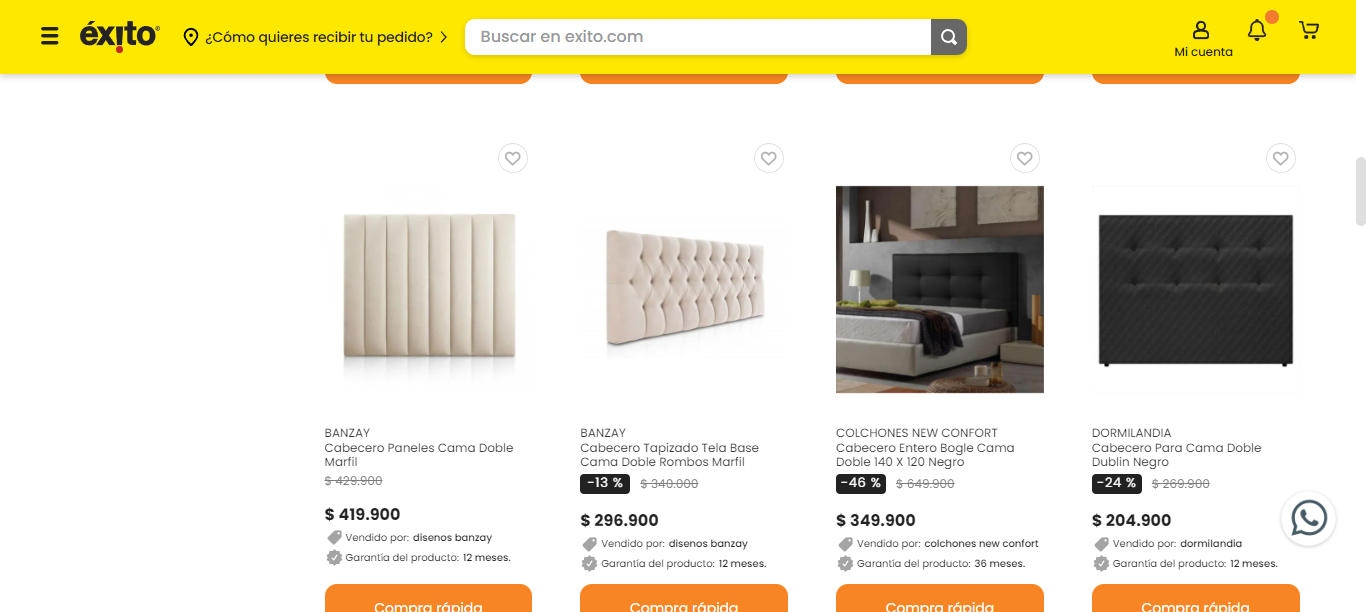 éxito
¿Cómo quieres recibir tu pedido?
Buscar en exito.com
Mi cuenta
BANZAY
Cabecero Paneles Cama Doble
Marfil
$ 429.900
$ 419.900
Vendido por: disenos banzay
Garantía del producto: 12 meses.
Compra rápida
BANZAY
Cabecero Tapizado Tela Base
Cama Doble Rombos Marfil
-13 % $ 340.000
$ 296.900
Vendido por: disenos banzay
Garantía del producto: 12 meses.
Compra rápida
COLCHONES NEW CONFORT
Cabecero Entero Bogle Cama
Doble 140 X 120 Negro
-46 % $ 649.900
$ 349.900
Vendido por: colchones new confort
Garantía del producto: 36 meses.
Compra rápida
DORMILANDIA
Cabecero Para Cama Doble
Dublin Negro
-24 % $ 269.900
$ 204.900
Vendido por: dormilandia
Garantía del producto: 12 meses.
Compra rápida